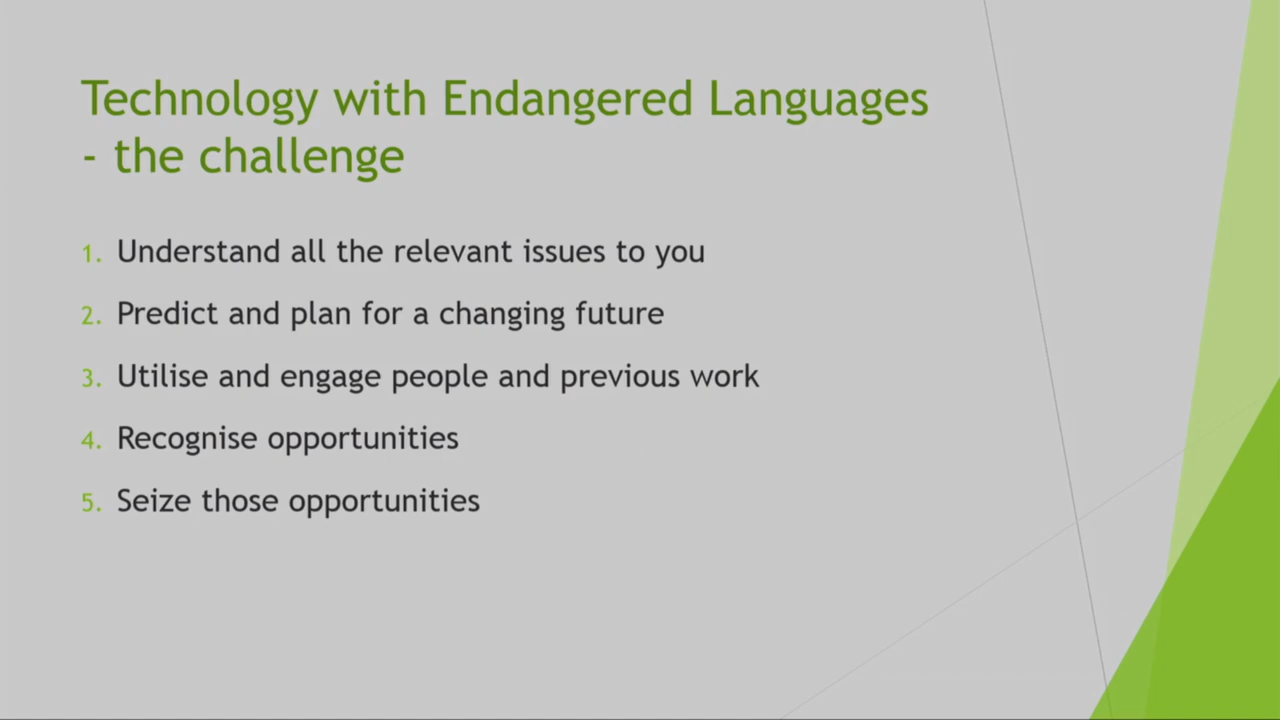 Technology with Endangered Languages
- the challenge
1. Understand all the relevant issues to you
2. Predict and plan for a changing future
3. Utilise and engage people and previous work
4. Recognise opportunities
5. Seize those opportunities